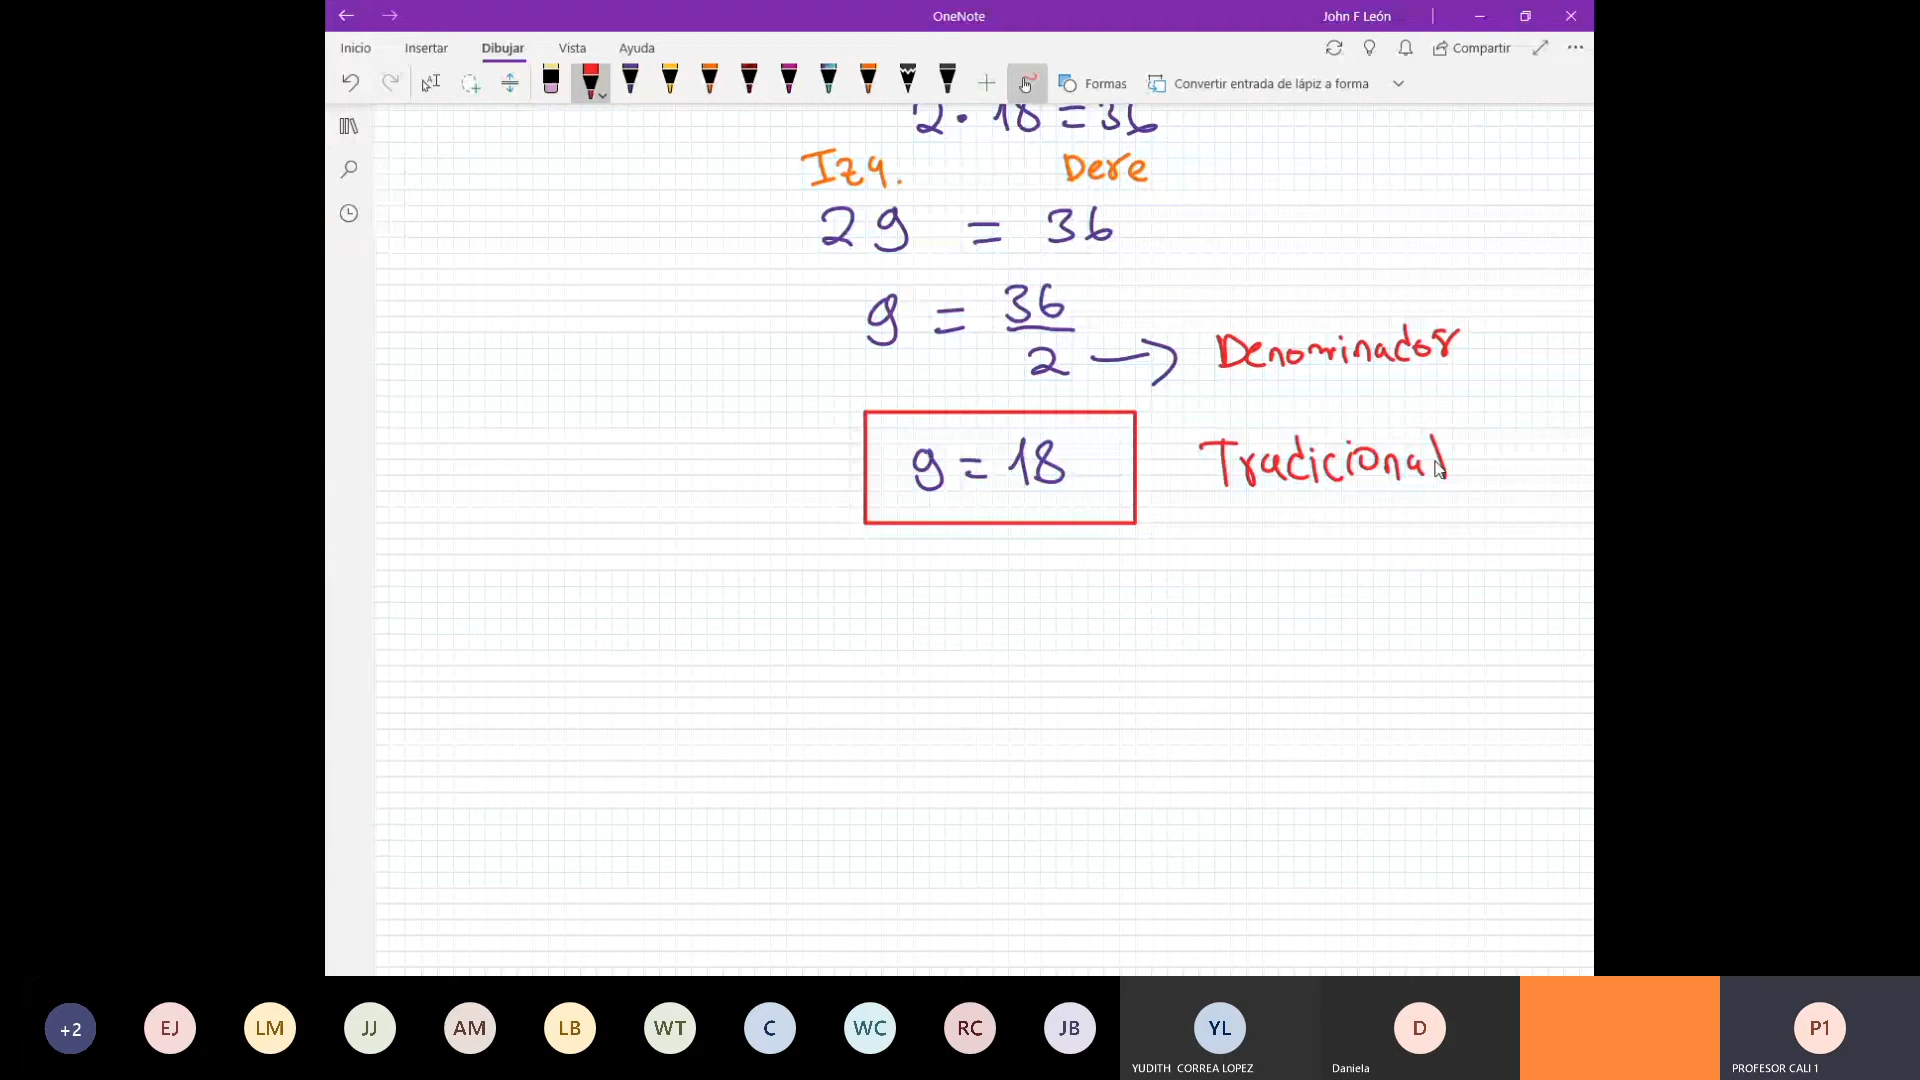 OneNote
John F León
Inicio Insertar Dibujar Vista Ayuda
Compartir
Formas
Convertir entrada de lápiz a forma
2 · 18 = 36
Izq. Dere
2g = 36
g = 36
2 → Denominador
g = 18 Tradicional
+2 EJ LM JJ AM LB WT C WC RC JB YL D P1
YUDITH CORREA LOPEZ Daniela PROFESOR CALI 1